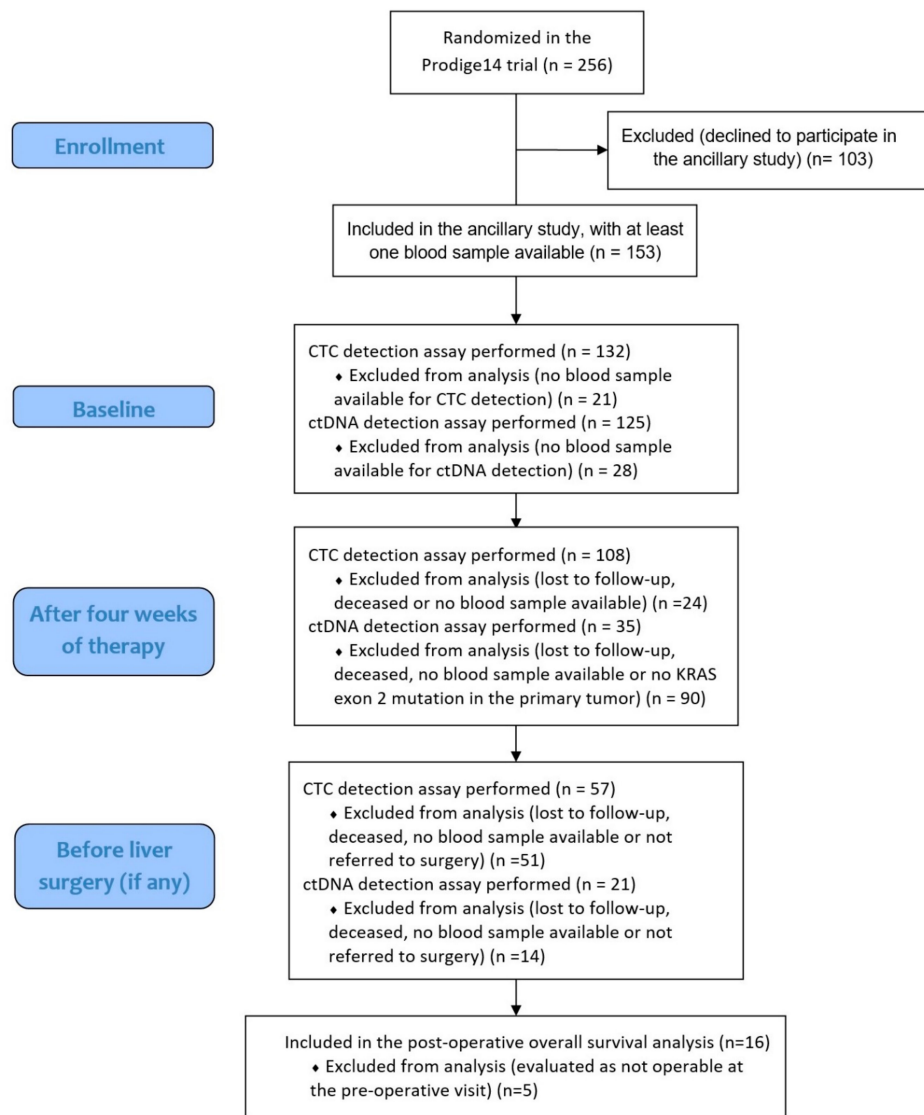 Randomized in the
Prodige14 trial (n = 256)
Enrollment
Excluded (declined to participate in
the ancillary study) (n= 103)
Included in the ancillary study, with at least
one blood sample available (n = 153)
Baseline
CTC detection assay performed (n = 132)
♦ Excluded from analysis (no blood sample
available for CTC detection) (n = 21)
ctDNA detection assay performed (n = 125)
♦ Excluded from analysis (no blood sample
available for ctDNA detection) (n = 28)
After four weeks
of therapy
CTC detection assay performed (n = 108)
♦ Excluded from analysis (lost to follow-up,
deceased or no blood sample available) (n =24)
ctDNA detection assay performed (n = 35)
♦ Excluded from analysis (lost to follow-up,
deceased, no blood sample available or no KRAS
exon 2 mutation in the primary tumor) (n = 90)
Before liver
surgery (if any)
CTC detection assay performed (n = 57)
♦ Excluded from analysis (lost to follow-up,
deceased, no blood sample available or not
referred to surgery) (n =51)
ctDNA detection assay performed (n = 21)
♦ Excluded from analysis (lost to follow-up,
deceased, no blood sample available or not
referred to surgery) (n =14)
Included in the post-operative overall survival analysis (n=16)
♦ Excluded from analysis (evaluated as not operable at
the pre-operative visit) (n=5)